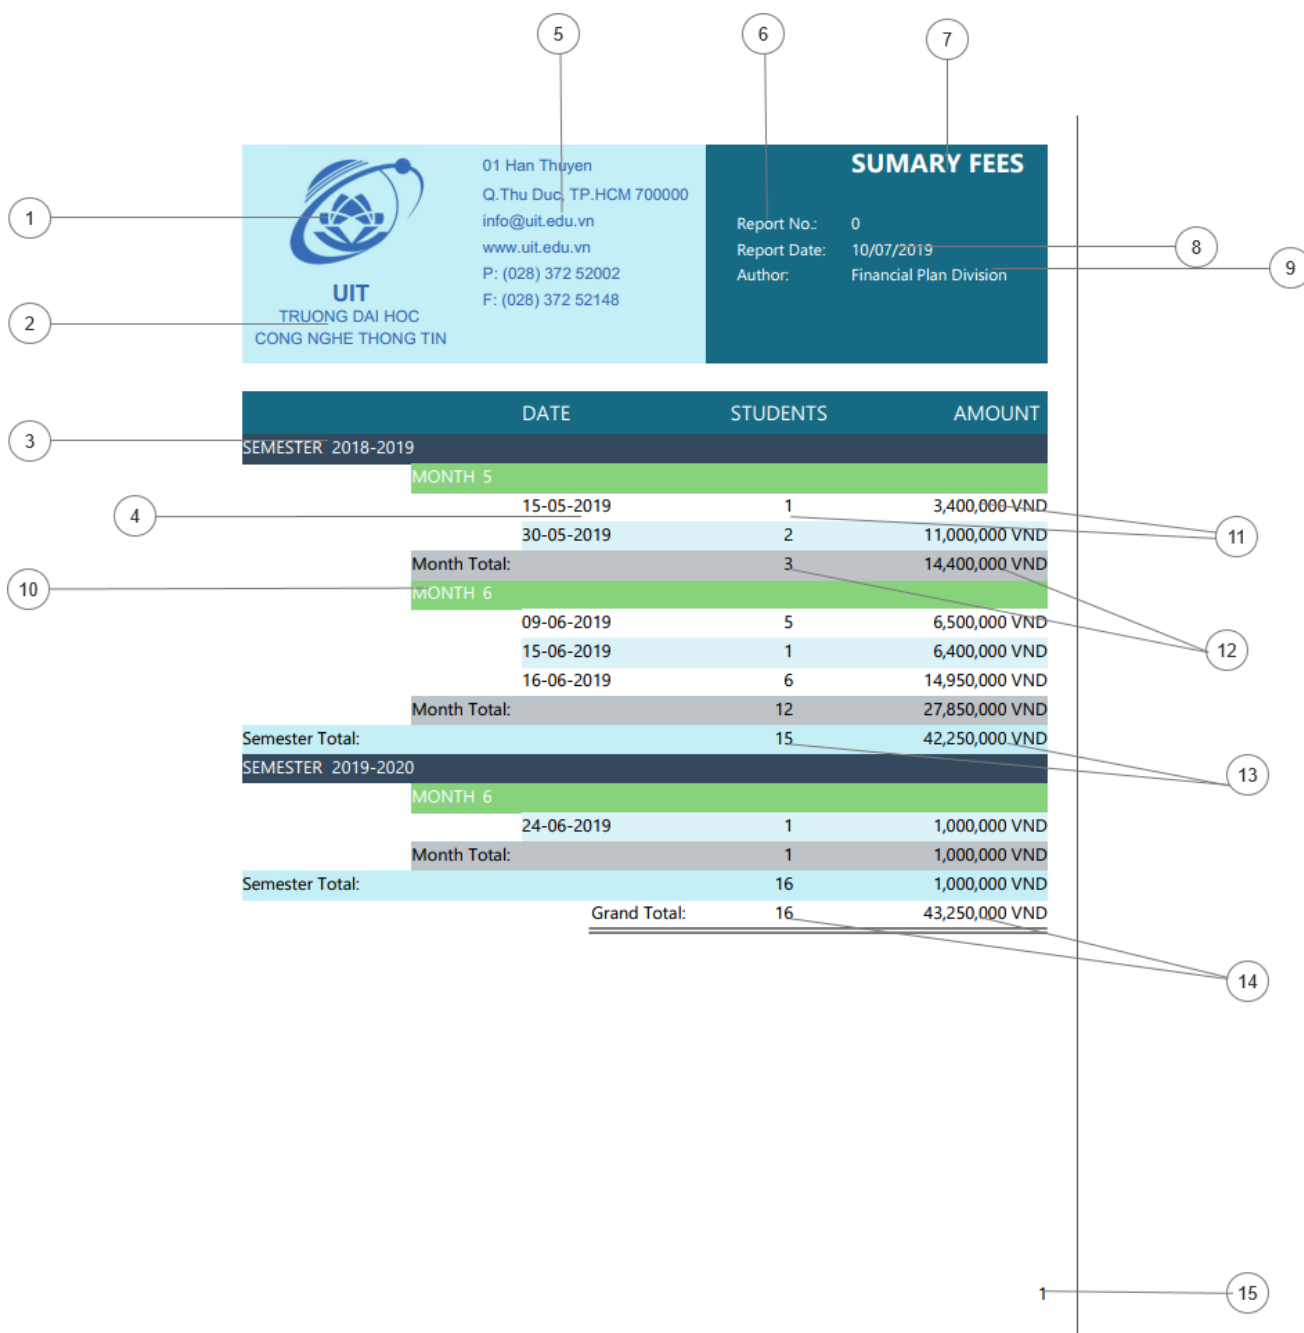 5 6 7
SUMARY FEES
01 Han Thuyen
Q.Thu Duc, TP.HCM 700000
info@uit.edu.vn
www.uit.edu.vn
P: (028) 372 52002
F: (028) 372 52148
1
Report No.: 0
Report Date: 10/07/2019
8
Author: Financial Plan Division
9
UIT
TRUONG DAI HOC
CONG NGHE THONG TIN
2
DATE STUDENTS AMOUNT
3
SEMESTER 2018-2019
MONTH 5
4
15-05-2019 1 3,400,000 VND
30-05-2019 2 11,000,000 VND
11
Month Total: 3 14,400,000 VND
10
MONTH 6
09-06-2019 5 6,500,000 VND
15-06-2019 1 6,400,000 VND
12
16-06-2019 6 14,950,000 VND
Month Total: 12 27,850,000 VND
Semester Total: 15 42,250,000 VND
SEMESTER 2019-2020
13
MONTH 6
24-06-2019 1 1,000,000 VND
Month Total: 1 1,000,000 VND
Semester Total: 16 1,000,000 VND
Grand Total: 16 43,250,000 VND
14
1
15